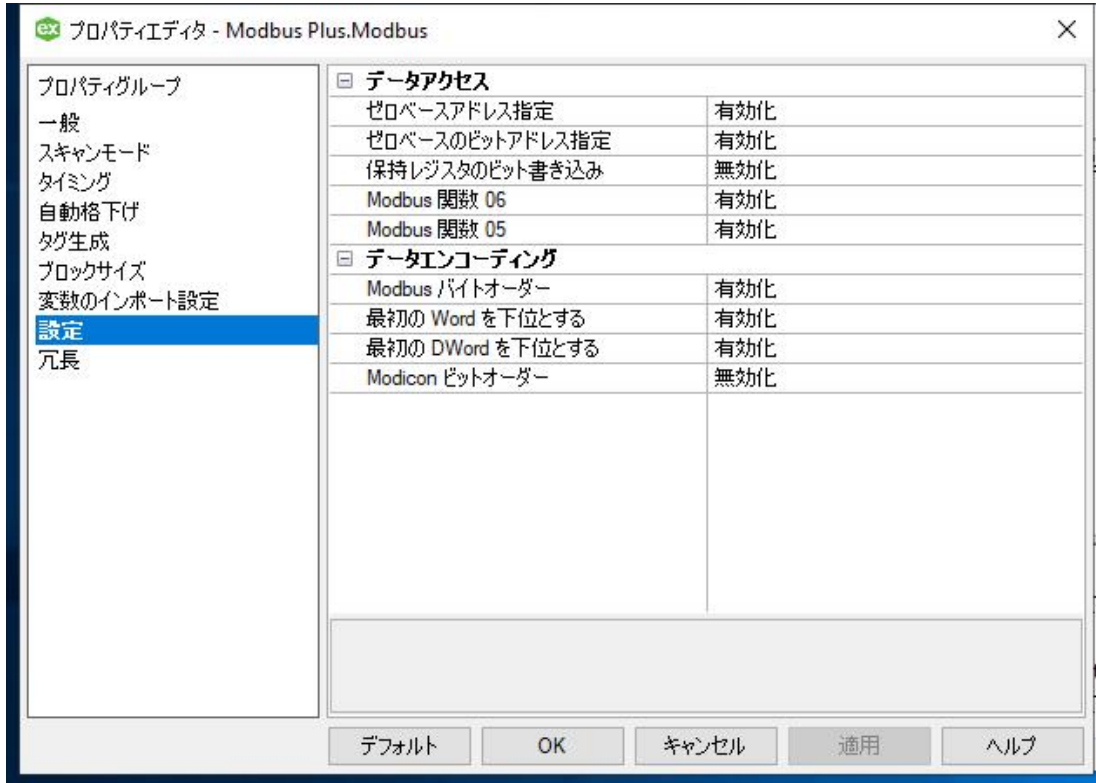 ex プロパティエディタ - Modbus Plus.Modbus
プロパティグループ
一般
スキャンモード
タイミング
自動格下げ
タグ生成
ブロックサイズ
変数のインポート設定
設定
冗長
データアクセス
ゼロベースアドレス指定 有効化
ゼロベースのビットアドレス指定 有効化
保持レジスタのビット書き込み 無効化
Modbus 関数 06 有効化
Modbus 関数 05 有効化
データエンコーディング
Modbus バイトオーダー 有効化
最初の Word を下位とする 有効化
最初の DWord を下位とする 有効化
Modicon ビットオーダー 無効化
デフォルト OK キャンセル 適用 ヘルプ